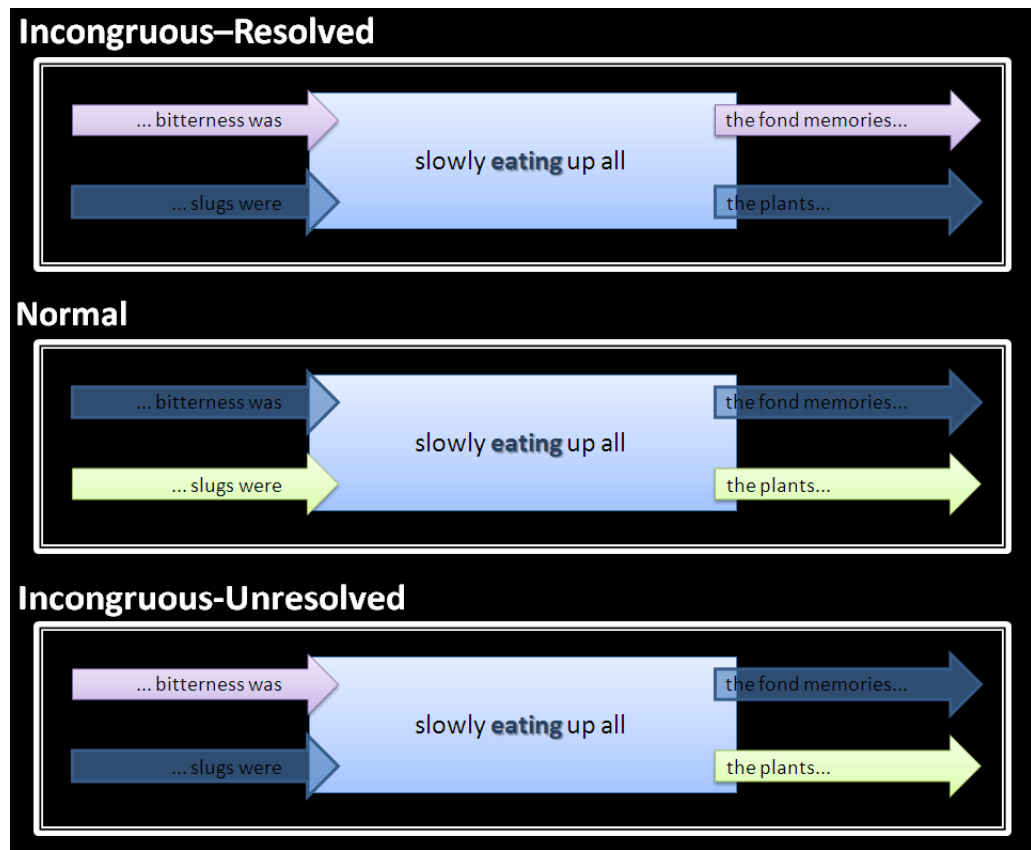 Incongruous–Resolved
... bitterness was
slowly eating up all
the fond memories...
... slugs were
the plants...
Normal
... bitterness was
slowly eating up all
the fond memories...
... slugs were
the plants...
Incongruous-Unresolved
... bitterness was
slowly eating up all
the fond memories...
... slugs were
the plants...